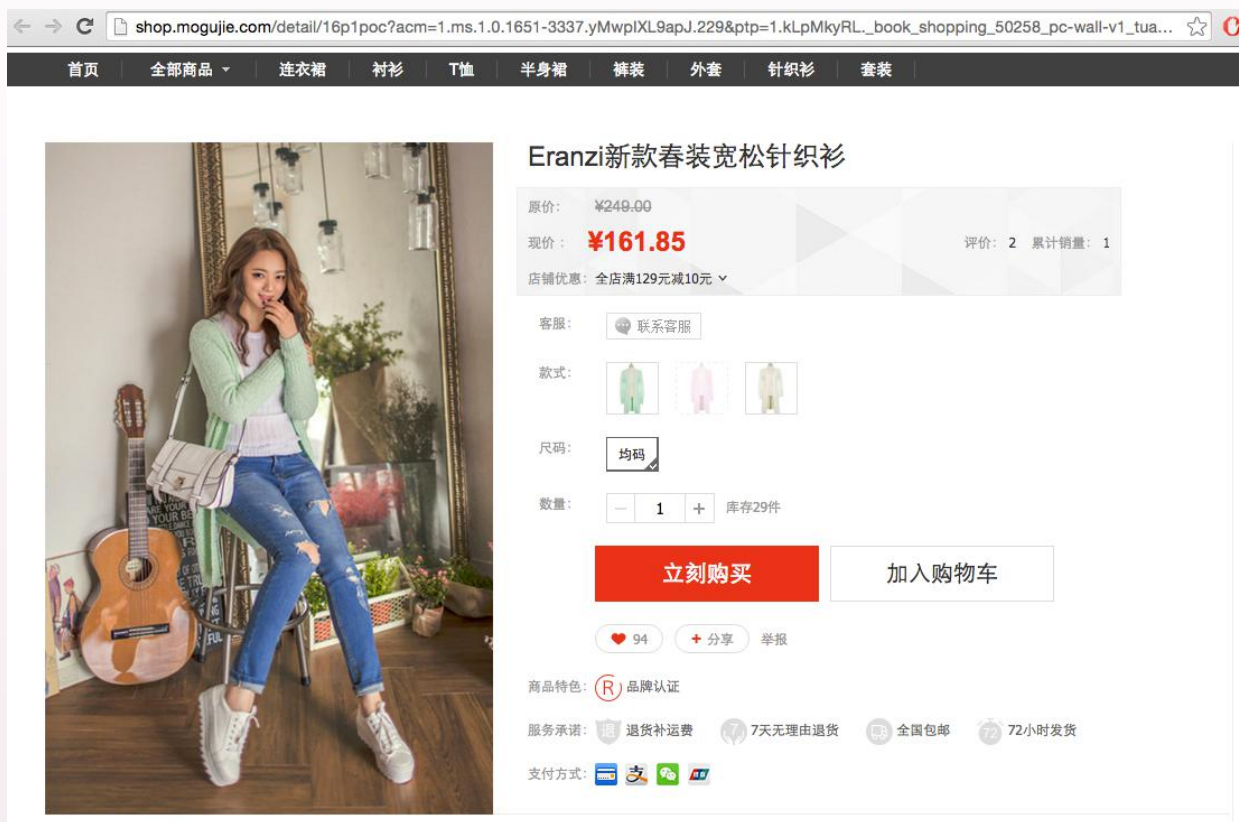 shop.mogujie.com/detail/16p1poc?acm=1.ms.1.0.1651-3337.yMwplXL9apJ.229&ptp=1.kLpMkyRL._book_shopping_50258_pc-wall-v1_tua...
首页 全部商品 连衣裙 衬衫 T恤 半身裙 裤装 外套 针织衫 套装
Eranzi新款春装宽松针织衫
原价: ¥249.00
现价: ¥161.85 评价: 2 累计销量: 1
店铺优惠: 全店满129元减10元
客服: 联系客服
款式:
尺码: 均码
数量: 1 + 库存29件
立刻购买 加入购物车
94 + 分享 举报
商品特色: R 品牌认证
服务承诺: 退 退货补运费 7 7天无理由退货 全国包邮 72 72小时发货
支付方式: 支